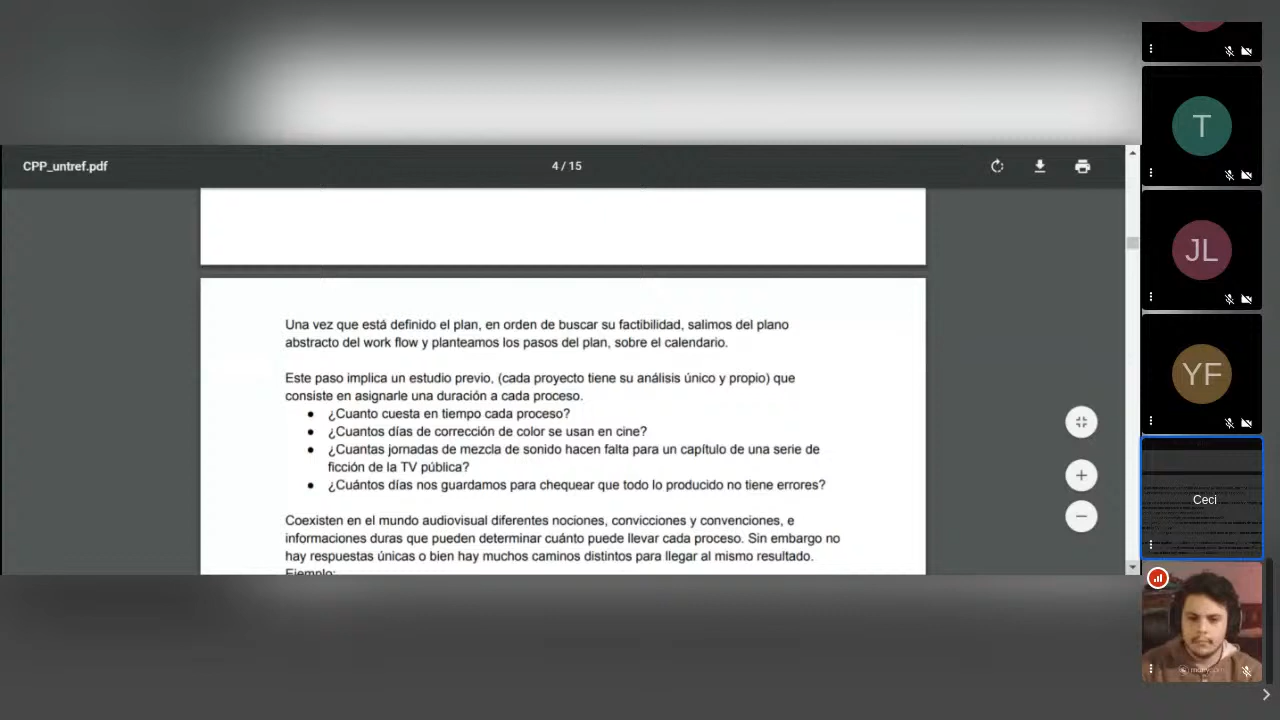 CPP_untref.pdf
4 / 15
Una vez que está definido el plan, en orden de buscar su factibilidad, salimos del plano
abstracto del work flow y planteamos los pasos del plan, sobre el calendario.
Este paso implica un estudio previo, (cada proyecto tiene su análisis único y propio) que
consiste en asignarle una duración a cada proceso.
● ¿Cuanto cuesta en tiempo cada proceso?
● ¿Cuantos días de corrección de color se usan en cine?
● ¿Cuantas jornadas de mezcla de sonido hacen falta para un capítulo de una serie de
ficción de la TV pública?
● ¿Cuántos días nos guardamos para chequear que todo lo producido no tiene errores?
Coexisten en el mundo audiovisual diferentes nociones, convicciones y convenciones, e
informaciones duras que pueden determinar cuánto puede llevar cada proceso. Sin embargo no
hay respuestas únicas o bien hay muchos caminos distintos para llegar al mismo resultado.
Ejemplo:
T
JL
YF
Ceci